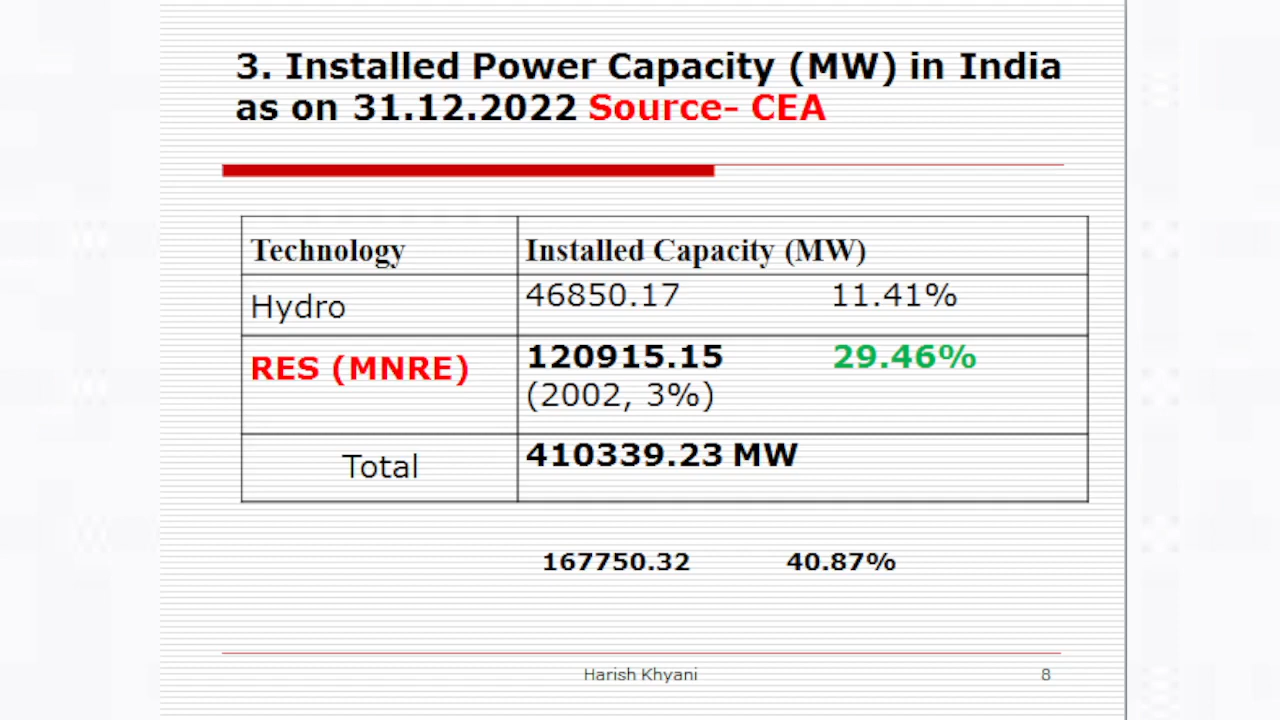 3. Installed Power Capacity (MW) in India
as on 31.12.2022 Source- CEA
Technology Installed Capacity (MW)
Hydro 46850.17 11.41%
RES (MNRE) 120915.15 29.46%
(2002, 3%)
Total 410339.23 MW
167750.32 40.87%
Harish Khyani 8